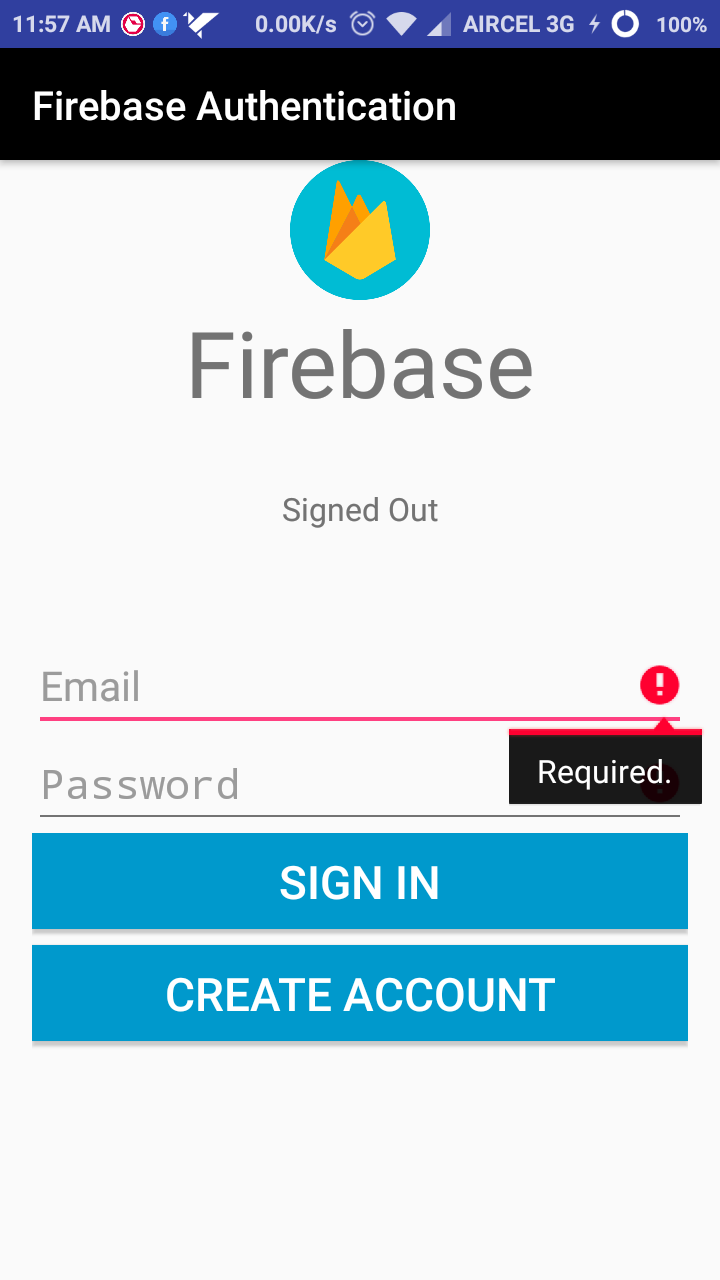 11:57 AM 0.00K/s AIRCEL 3G 100%
Firebase Authentication
Firebase
Signed Out
Email
Required.
Password
SIGN IN
CREATE ACCOUNT